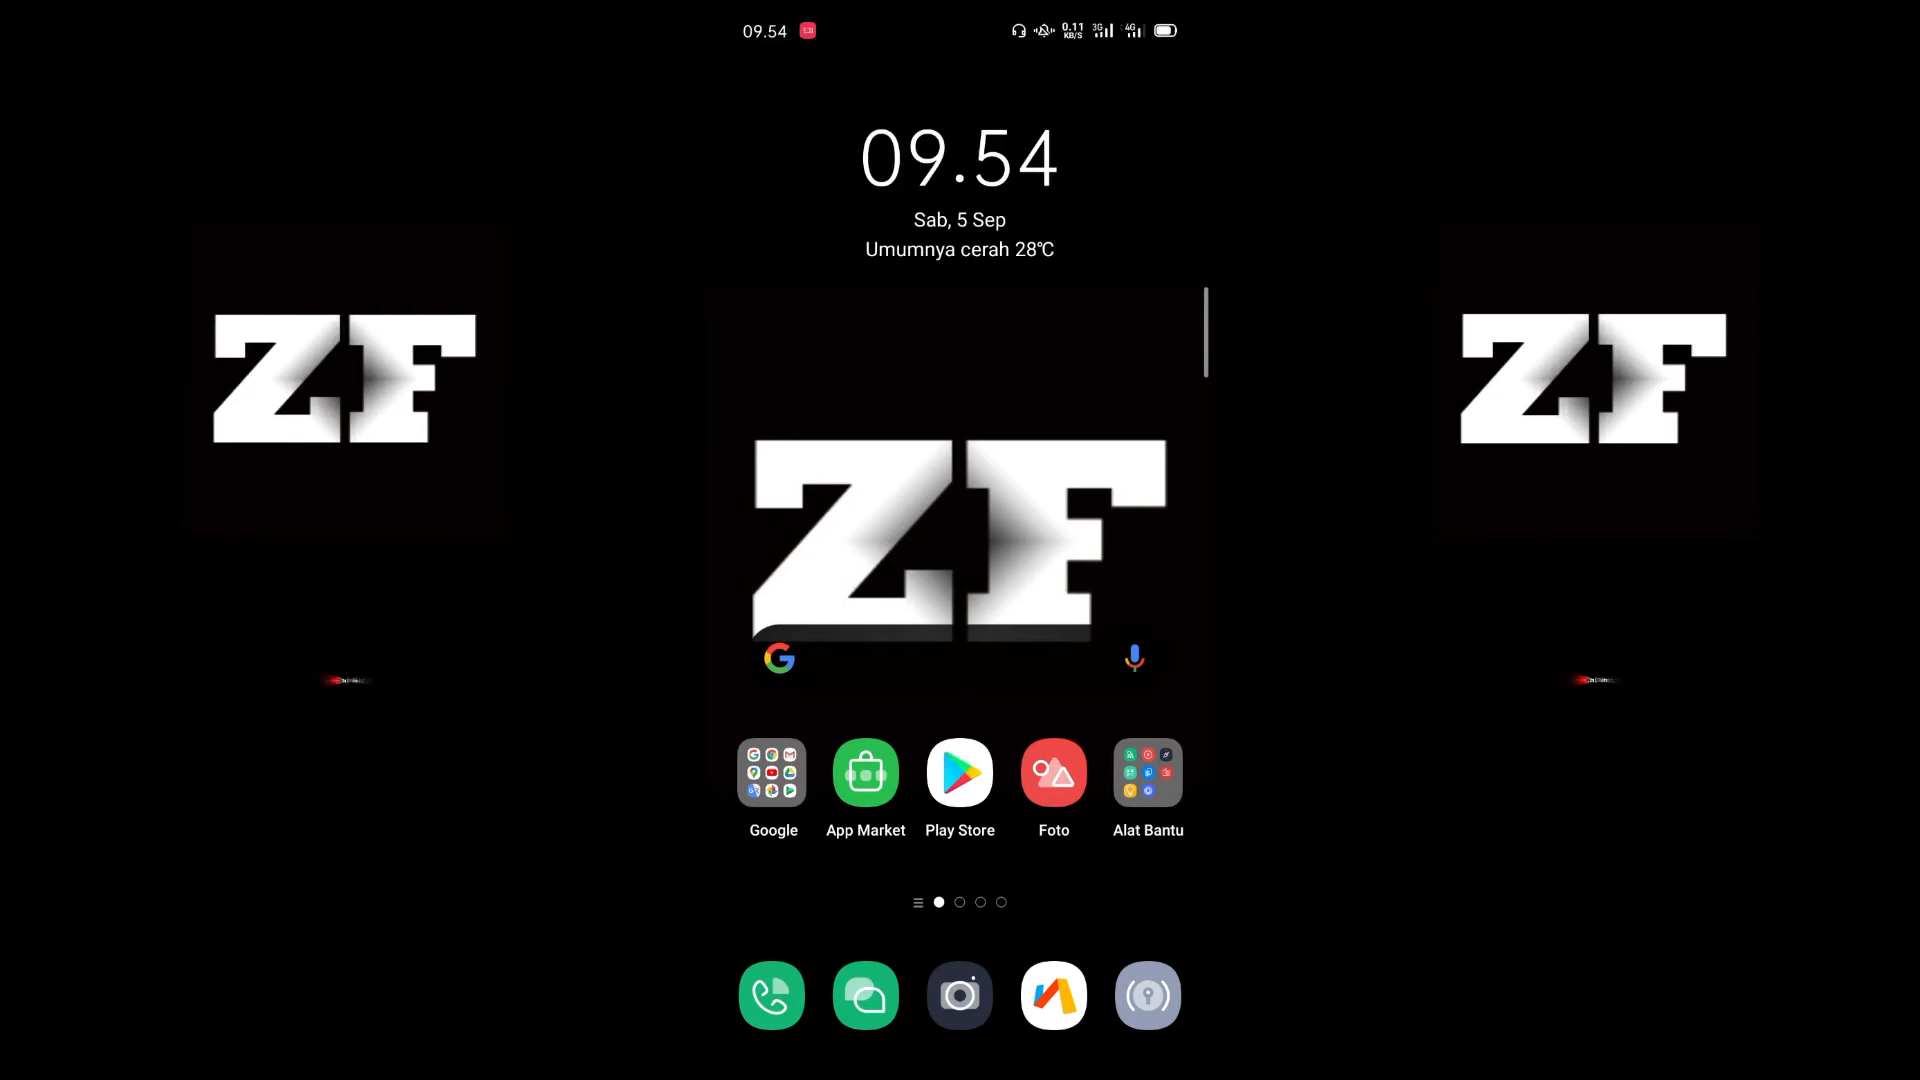 09.54
0.11
KB/S
3G
4G
09.54
Sab, 5 Sep
Umumnya cerah 28°C
ZF
ZF
ZF
Google
App Market
Play Store
Foto
Alat Bantu